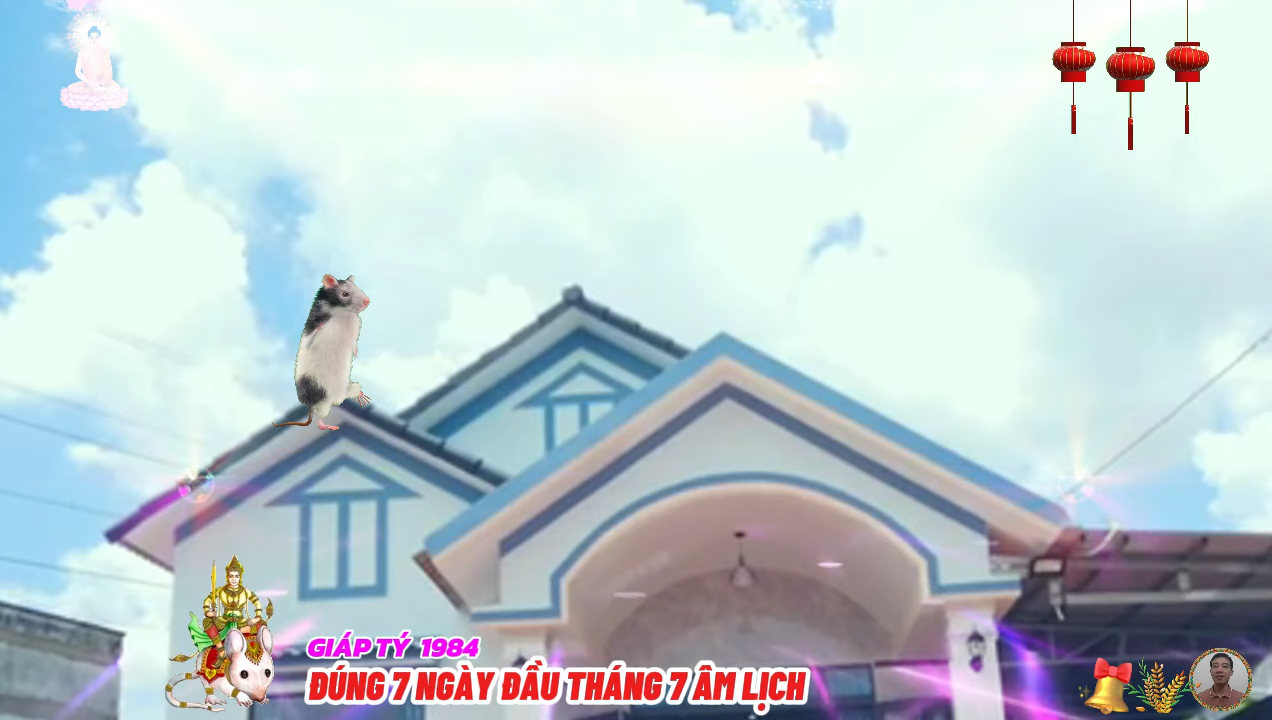 GIÁP TÝ 1984
ĐÚNG 7 NGÀY ĐẦU THÁNG 7 ÂM LỊCH